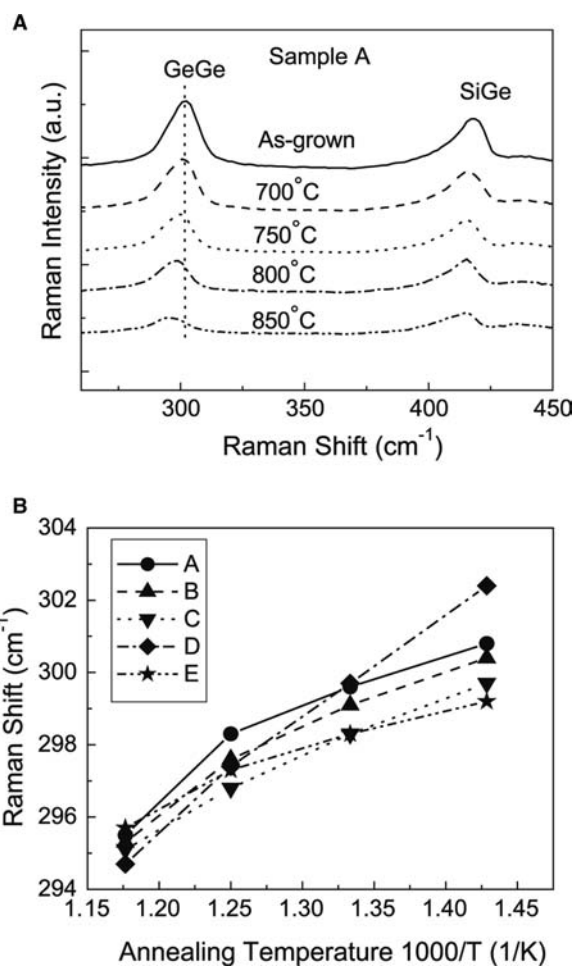 A
Sample A
GeGe
SiGe
As-grown
700°C
750°C
800°C
850°C
Raman Intensity (a.u.)
300
350
400
450
Raman Shift (cm⁻¹)
B
304
302
300
298
296
294
A
B
C
D
E
Raman Shift (cm⁻¹)
1.15 1.20 1.25 1.30 1.35 1.40 1.45
Annealing Temperature 1000/T (1/K)